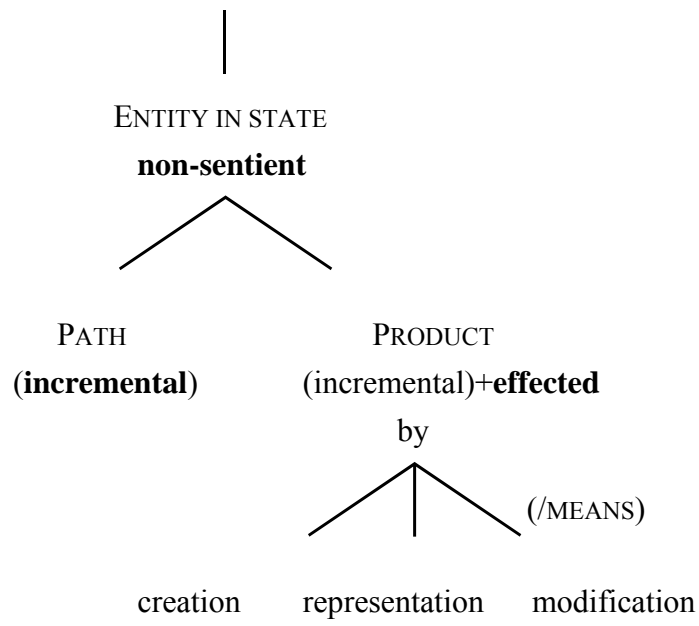 ENTITY IN STATE
non-sentient
PATH PRODUCT
(incremental) (incremental)+effected
by
(/MEANS)
creation representation modification